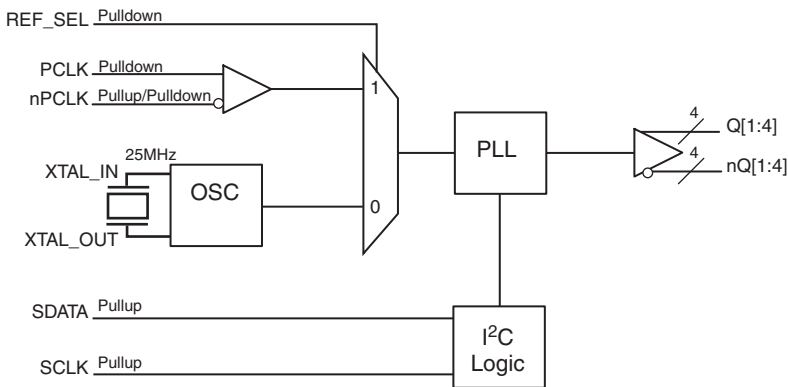 REF_SEL Pulldown
PCLK Pulldown
nPCLK Pullup/Pulldown
1
4
Q[1:4]
PLL
4
nQ[1:4]
25MHz
XTAL_IN
OSC
0
XTAL_OUT
SDATA Pullup
I²C
Logic
SCLK Pullup